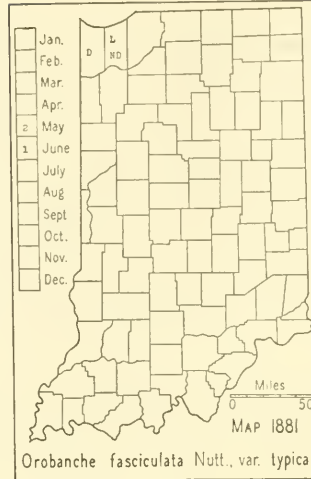 Jan.
Feb.
Mar.
Apr.
2 May
1 June
July
Aug
Sept
Oct.
Nov.
Dec.
D L
ND
Miles
0 50
MAP 1881
Orobanche fasciculata Nutt., var. typica